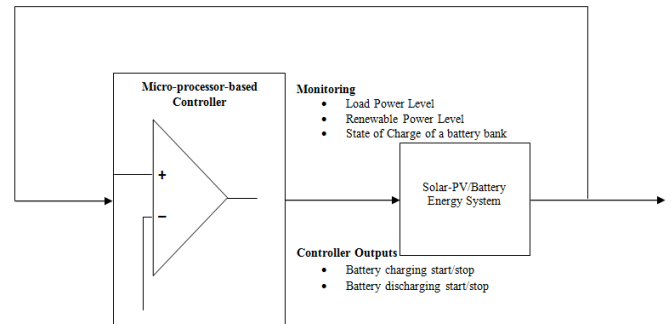 Micro-processor-based
Controller
+
−
Monitoring
• Load Power Level
• Renewable Power Level
• State of Charge of a battery bank
Solar-PV/Battery
Energy System
Controller Outputs
• Battery charging start/stop
• Battery discharging start/stop